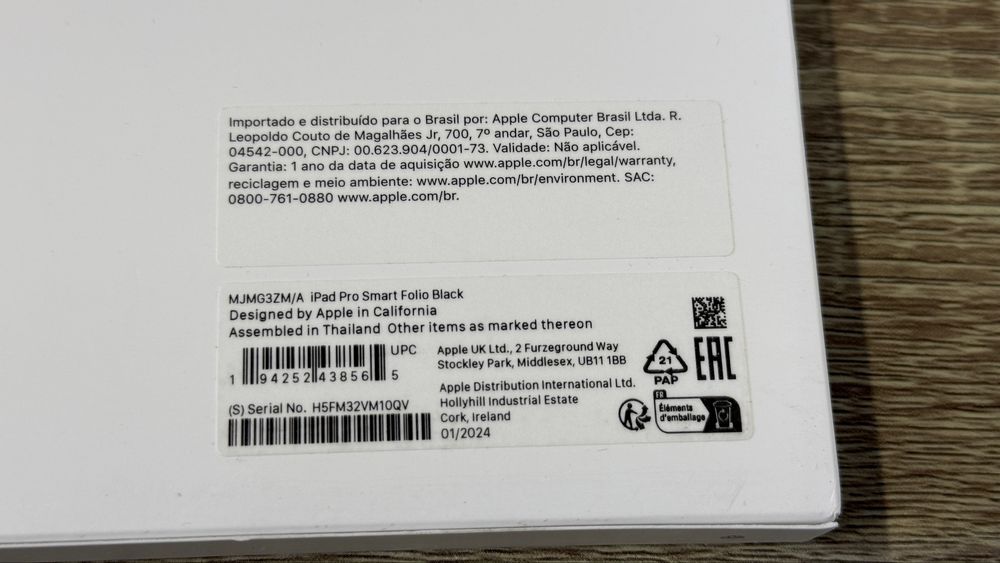 Importado e distribuído para o Brasil por: Apple Computer Brasil Ltda. R.
Leopoldo Couto de Magalhães Jr, 700, 7º andar, São Paulo, Cep:
04542-000, CNPJ: 00.623.904/0001-73. Validade: Não aplicável.
Garantia: 1 ano da data de aquisição www.apple.com/br/legal/warranty,
reciclagem e meio ambiente: www.apple.com/br/environment. SAC:
0800-761-0880 www.apple.com/br.
MJMG3ZM/A iPad Pro Smart Folio Black
Designed by Apple in California
Assembled in Thailand Other items as marked thereon
UPC
1 94252 43856 5
(S) Serial No. H5FM32VM10QV
Apple UK Ltd., 2 Furzeground Way
Stockley Park, Middlesex, UB11 1BB
Apple Distribution International Ltd.
Hollyhill Industrial Estate
Cork, Ireland
01/2024
21
PAP
EAC
FR
Éléments
d'emballage